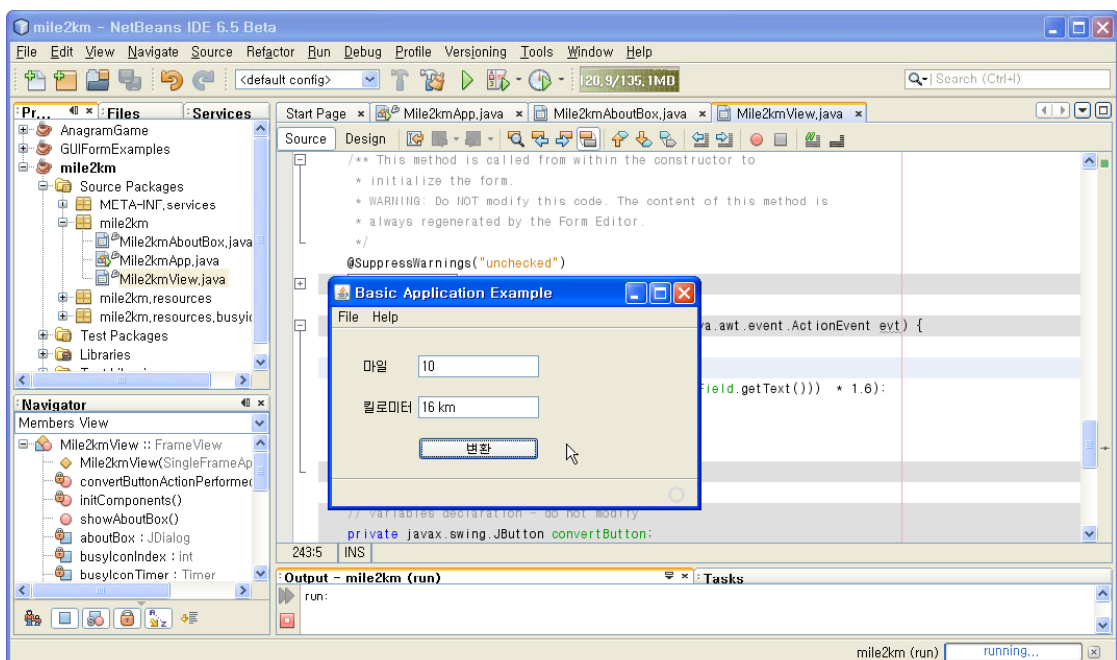 mile2km - NetBeans IDE 6.5 Beta
File Edit View Navigate Source Refactor Run Debug Profile Versioning Tools Window Help
<default config> 120,9/135,1MB Search (Ctrl+I)
Pr... Files Services
Start Page Mile2kmApp.java Mile2kmAboutBox.java Mile2kmView.java
AnagramGame
GUIFormExamples
mile2km
Source Packages
META-INF.services
mile2km
Mile2kmAboutBox.java
Mile2kmApp.java
Mile2kmView.java
mile2km.resources
mile2km.resources.busyic
Test Packages
Libraries
Source Design
/** This method is called from within the constructor to
* initialize the form.
* WARNING: Do NOT modify this code. The content of this method is
* always regenerated by the Form Editor.
*/
@SuppressWarnings("unchecked")
va.awt.event.ActionEvent evt) {
Field.getText())) * 1.6);
// Variables declaration - do not modify
private javax.swing.JButton convertButton;
243:5 INS
Basic Application Example
File Help
마일 10
킬로미터 16 km
변환
Navigator
Members View
Mile2kmView :: FrameView
Mile2kmView(SingleFrameAp
convertButtonActionPerformed
initComponents()
showAboutBox()
aboutBox : JDialog
busyIconIndex : int
busyIconTimer : Timer
Output - mile2km (run) Tasks
run:
mile2km (run) running...